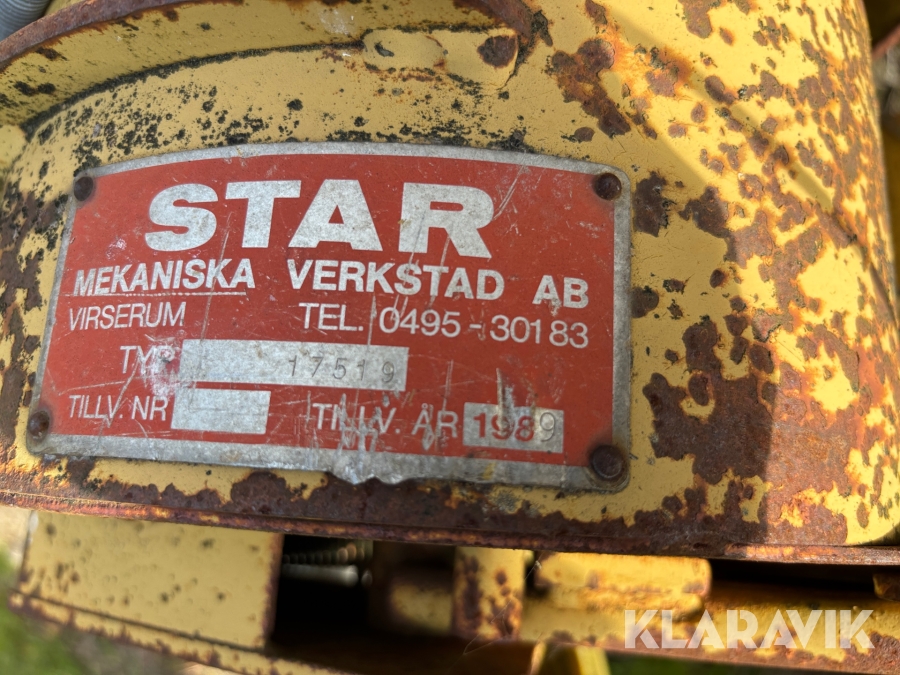 STAR
MEKANISKA VERKSTAD AB
VIRSERUM TEL. 0495-30183
TYP 17519
TILLV. NR TILLV. ÅR 1989
KLARAVIK